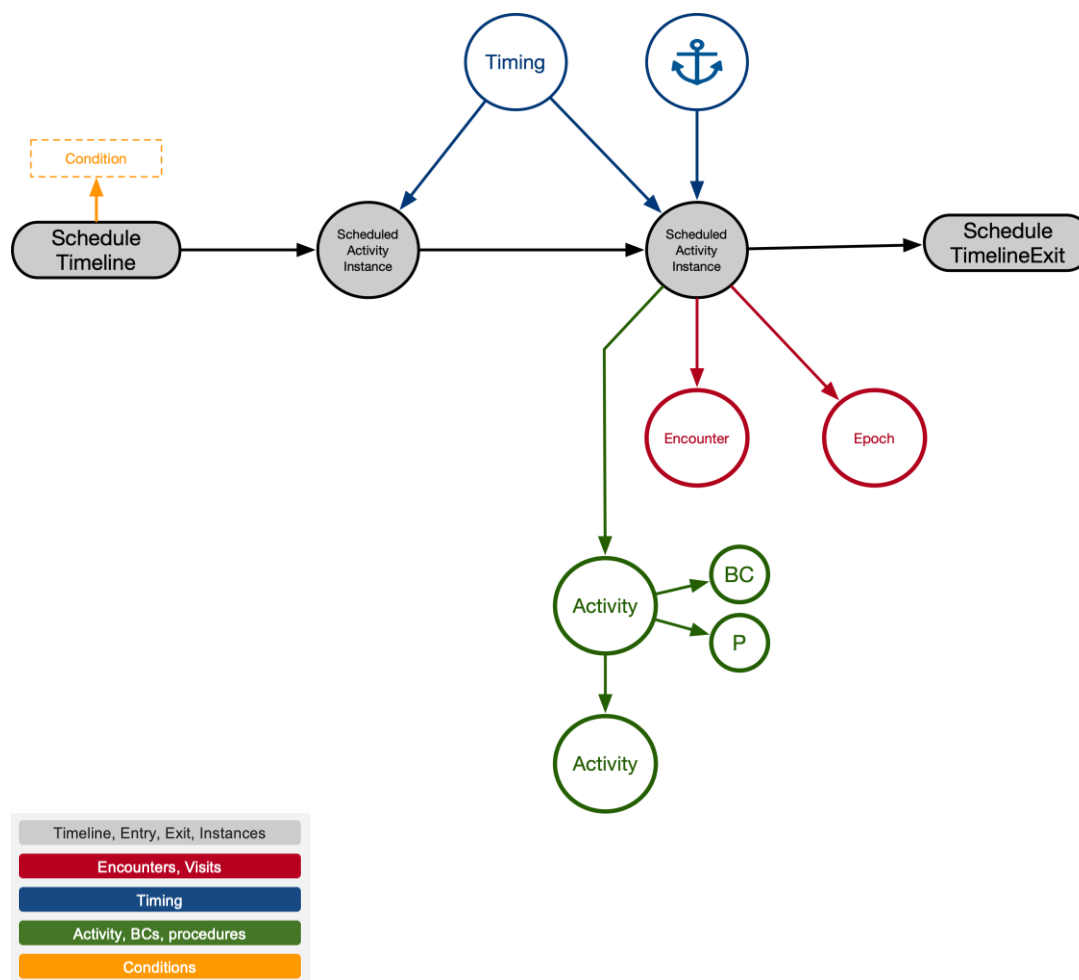 Timing
Condition
Schedule
Timeline
Scheduled
Activity
Instance
Scheduled
Activity
Instance
Schedule
TimelineExit
Encounter
Epoch
Activity
BC
P
Activity
Timeline, Entry, Exit, Instances
Encounters, Visits
Timing
Activity, BCs, procedures
Conditions